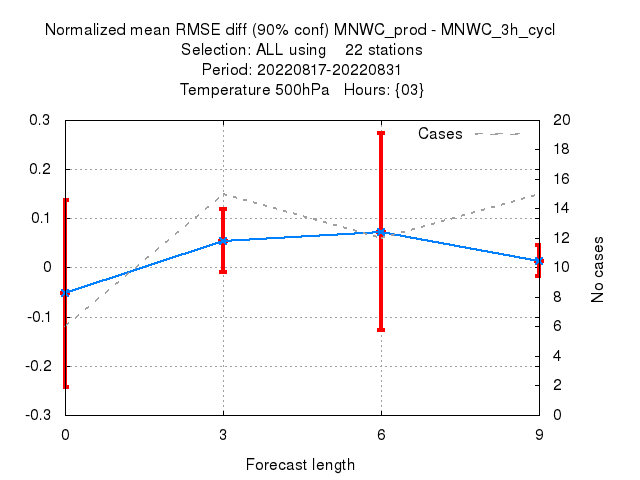 Normalized mean RMSE diff (90% conf) MNWC_prod - MNWC_3h_cycl
Selection: ALL using    22 stations
Period: 20220817-20220831
Temperature 500hPa   Hours: {03}
Cases
0.3
0.2
0.1
0
-0.1
-0.2
-0.3
20
18
16
14
12
10
8
6
4
2
0
No cases
0 3 6 9
Forecast length